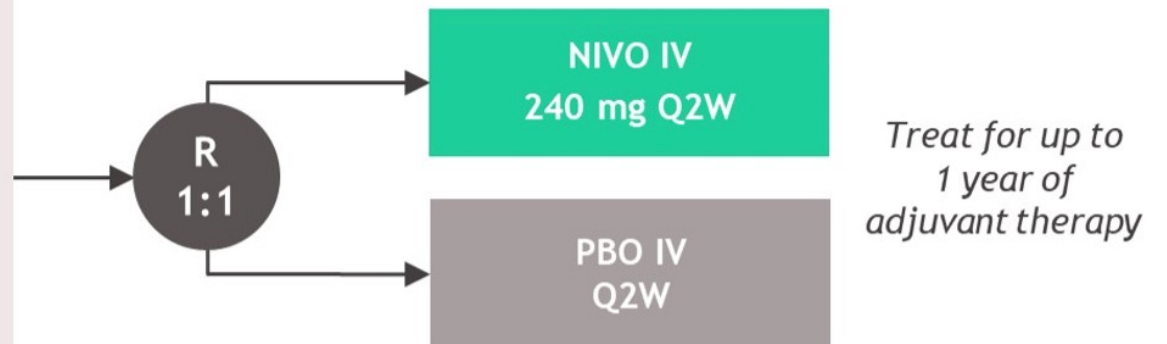 R
1:1
NIVO IV
240 mg Q2W
PBO IV
Q2W
Treat for up to
1 year of
adjuvant therapy